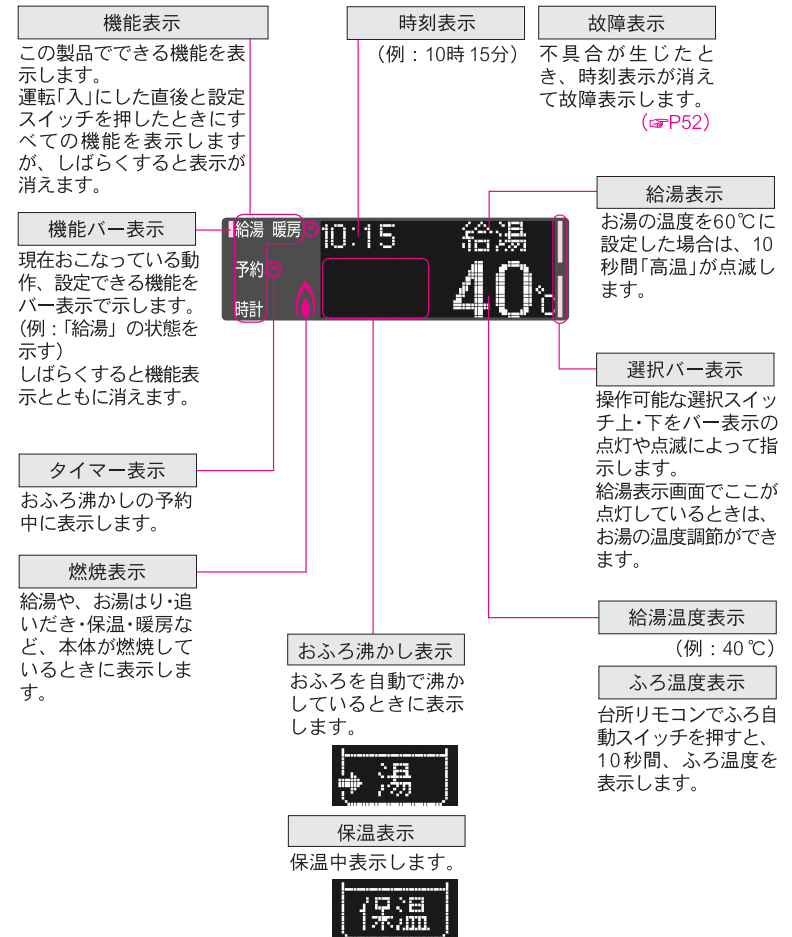 機能表示
この製品でできる機能を表
示します。
運転｢入｣にした直後と設定
スイッチを押したときにす
べての機能を表示します
が、しばらくすると表示が
消えます。
時刻表示
（例：10時15分）
故障表示
不具合が生じたと
き、時刻表示が消え
て故障表示します。
（☞P52）
機能バー表示
現在おこなっている動
作、設定できる機能を
バー表示で示します。
(例：｢給湯」の状態を
示す）
しばらくすると機能表
示とともに消えます。
給湯 暖房
予約
時計
10:15
給湯
40℃
給湯表示
お湯の温度を60℃に
設定した場合は、10
秒間｢高温｣が点滅し
ます。
選択バー表示
操作可能な選択スイッ
チ上･下をバー表示の
点灯や点滅によって指
示します。
給湯表示画面でここが
点灯しているときは、
お湯の温度調節ができ
ます。
タイマー表示
おふろ沸かしの予約
中に表示します。
燃焼表示
給湯や、お湯はり･追
いだき･保温･暖房な
ど、本体が燃焼して
いるときに表示しま
す。
おふろ沸かし表示
おふろを自動で沸か
しているときに表示
します。
湯
保温表示
保温中表示します。
保温
給湯温度表示
（例：40℃）
ふろ温度表示
台所リモコンでふろ自
動スイッチを押すと、
10秒間、ふろ温度を
表示します。